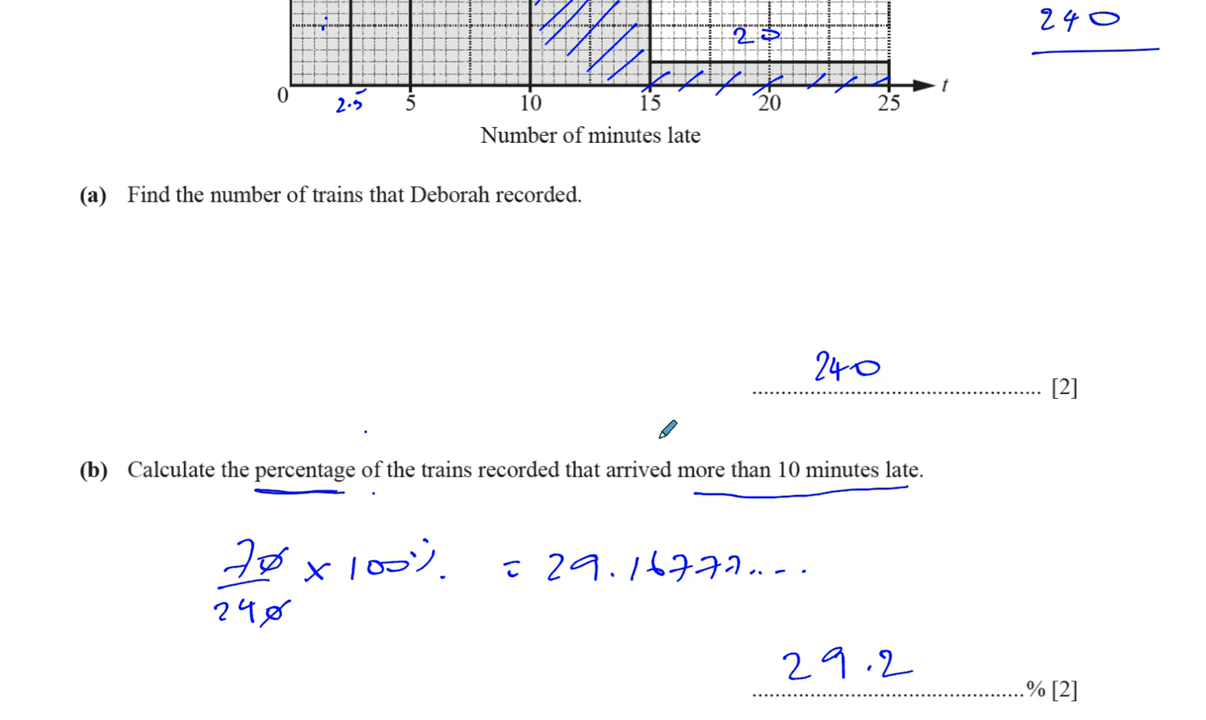 240
20
0 2.5 5 10 15 20 25 t
Number of minutes late
(a) Find the number of trains that Deborah recorded.
240
........................................ [2]
(b) Calculate the percentage of the trains recorded that arrived more than 10 minutes late.
70/240 × 100% = 29.16777....
29.2
........................................% [2]